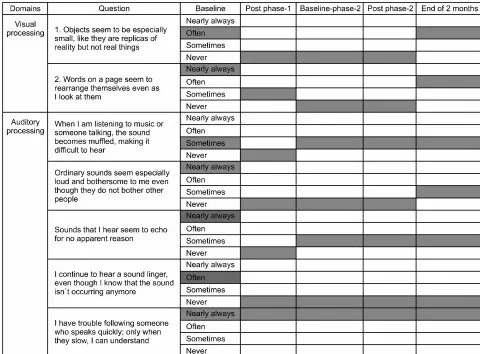 Domains Question Baseline Post phase-1 Baseline-phase-2 Post phase-2 End of 2 months
Visual
processing
1. Objects seem to be especially
small, like they are replicas of
reality but not real things
Nearly always
Often
Sometimes
Never
2. Words on a page seem to
rearrange themselves even as
I look at them
Nearly always
Often
Sometimes
Never
Auditory
processing
When I am listening to music or
someone talking, the sound
becomes muffled, making it
difficult to hear
Nearly always
Often
Sometimes
Never
Ordinary sounds seem especially
loud and bothersome to me even
though they do not bother other
people
Nearly always
Often
Sometimes
Never
Sounds that I hear seem to echo
for no apparent reason
Nearly always
Often
Sometimes
Never
I continue to hear a sound linger,
even though I know that the sound
isn`t occurring anymore
Nearly always
Often
Sometimes
Never
I have trouble following someone
who speaks quickly; only when
they slow, I can understand
Nearly always
Often
Sometimes
Never